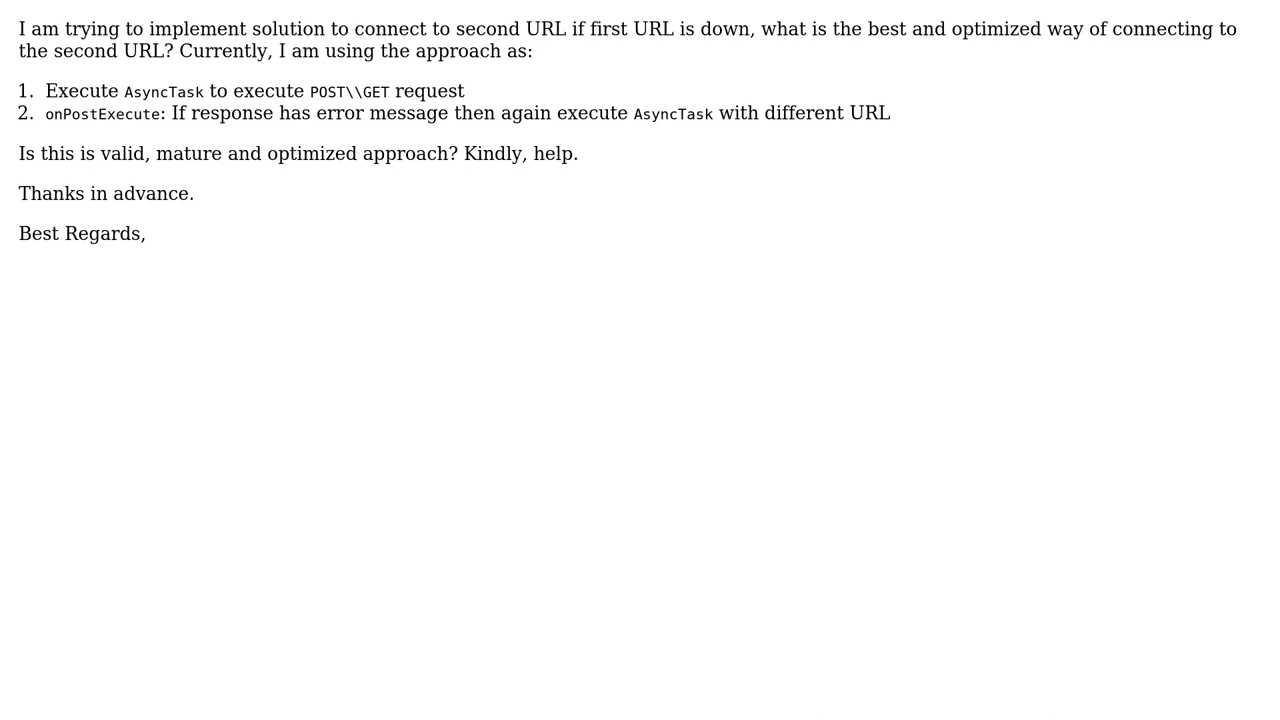 I am trying to implement solution to connect to second URL if first URL is down, what is the best and optimized way of connecting to
the second URL? Currently, I am using the approach as:
1. Execute AsyncTask to execute POST\\GET request
2. onPostExecute: If response has error message then again execute AsyncTask with different URL
Is this is valid, mature and optimized approach? Kindly, help.
Thanks in advance.
Best Regards,